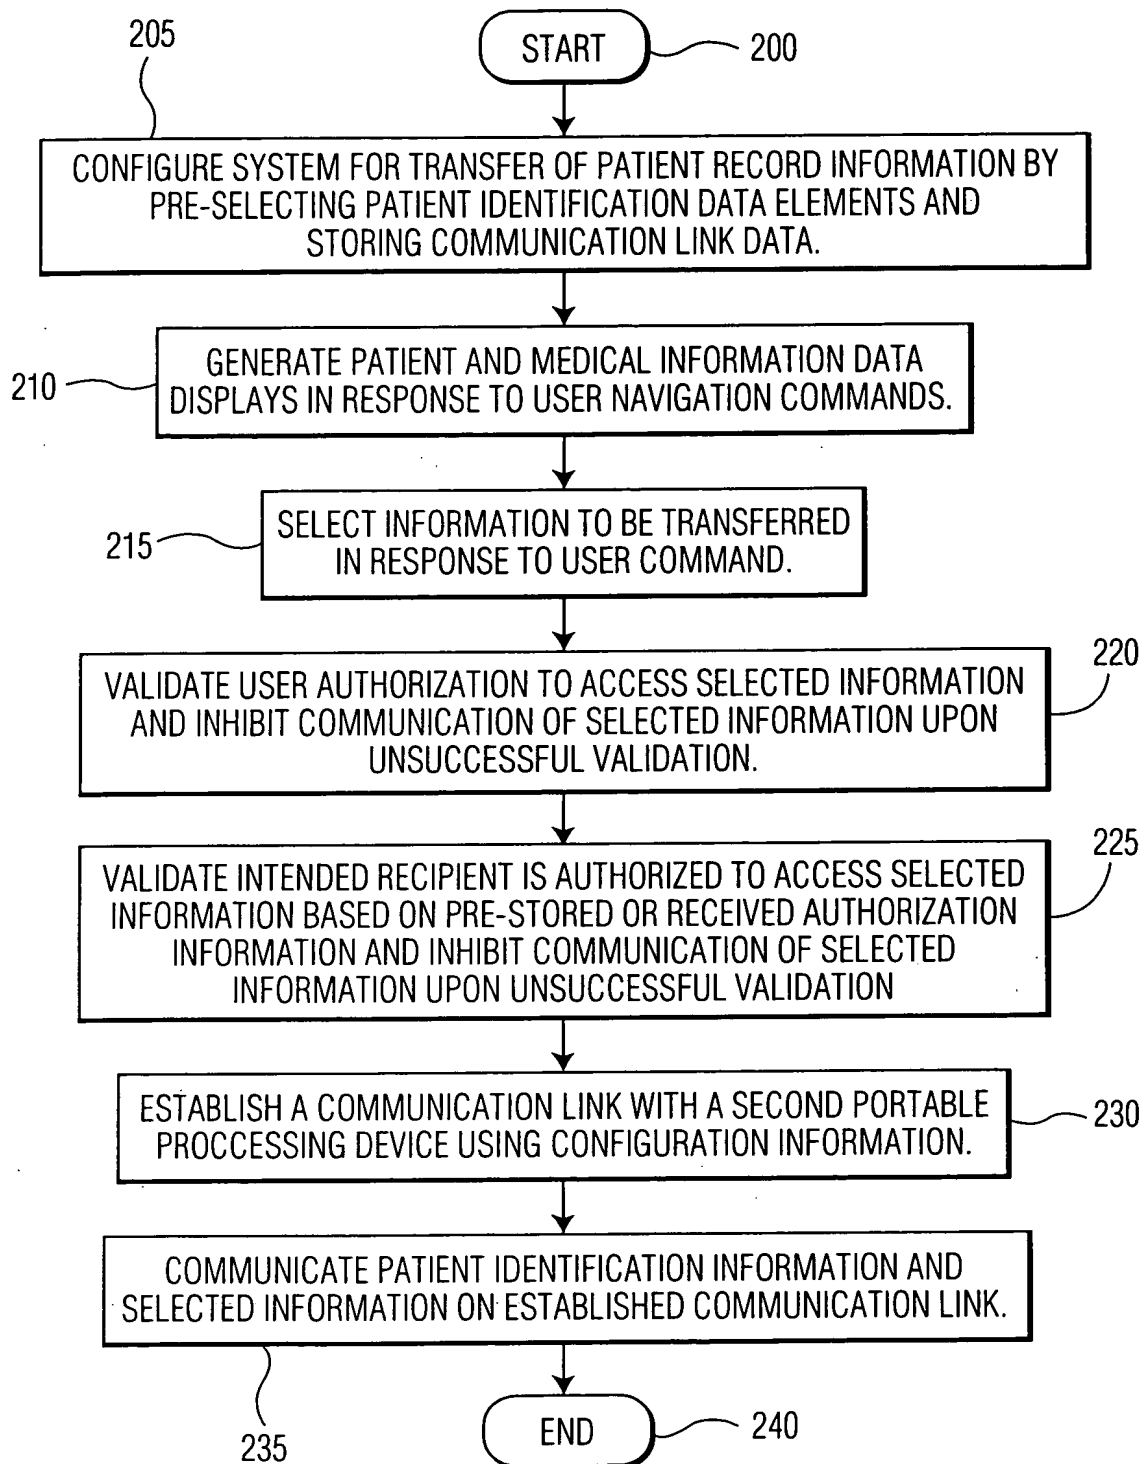 205
START
200
CONFIGURE SYSTEM FOR TRANSFER OF PATIENT RECORD INFORMATION BY
PRE-SELECTING PATIENT IDENTIFICATION DATA ELEMENTS AND
STORING COMMUNICATION LINK DATA.
210
GENERATE PATIENT AND MEDICAL INFORMATION DATA
DISPLAYS IN RESPONSE TO USER NAVIGATION COMMANDS.
215
SELECT INFORMATION TO BE TRANSFERRED
IN RESPONSE TO USER COMMAND.
220
VALIDATE USER AUTHORIZATION TO ACCESS SELECTED INFORMATION
AND INHIBIT COMMUNICATION OF SELECTED INFORMATION UPON
UNSUCCESSFUL VALIDATION.
225
VALIDATE INTENDED RECIPIENT IS AUTHORIZED TO ACCESS SELECTED
INFORMATION BASED ON PRE-STORED OR RECEIVED AUTHORIZATION
INFORMATION AND INHIBIT COMMUNICATION OF SELECTED
INFORMATION UPON UNSUCCESSFUL VALIDATION
ESTABLISH A COMMUNICATION LINK WITH A SECOND PORTABLE
PROCCESSING DEVICE USING CONFIGURATION INFORMATION.
230
COMMUNICATE PATIENT IDENTIFICATION INFORMATION AND
SELECTED INFORMATION ON ESTABLISHED COMMUNICATION LINK.
235
END
240